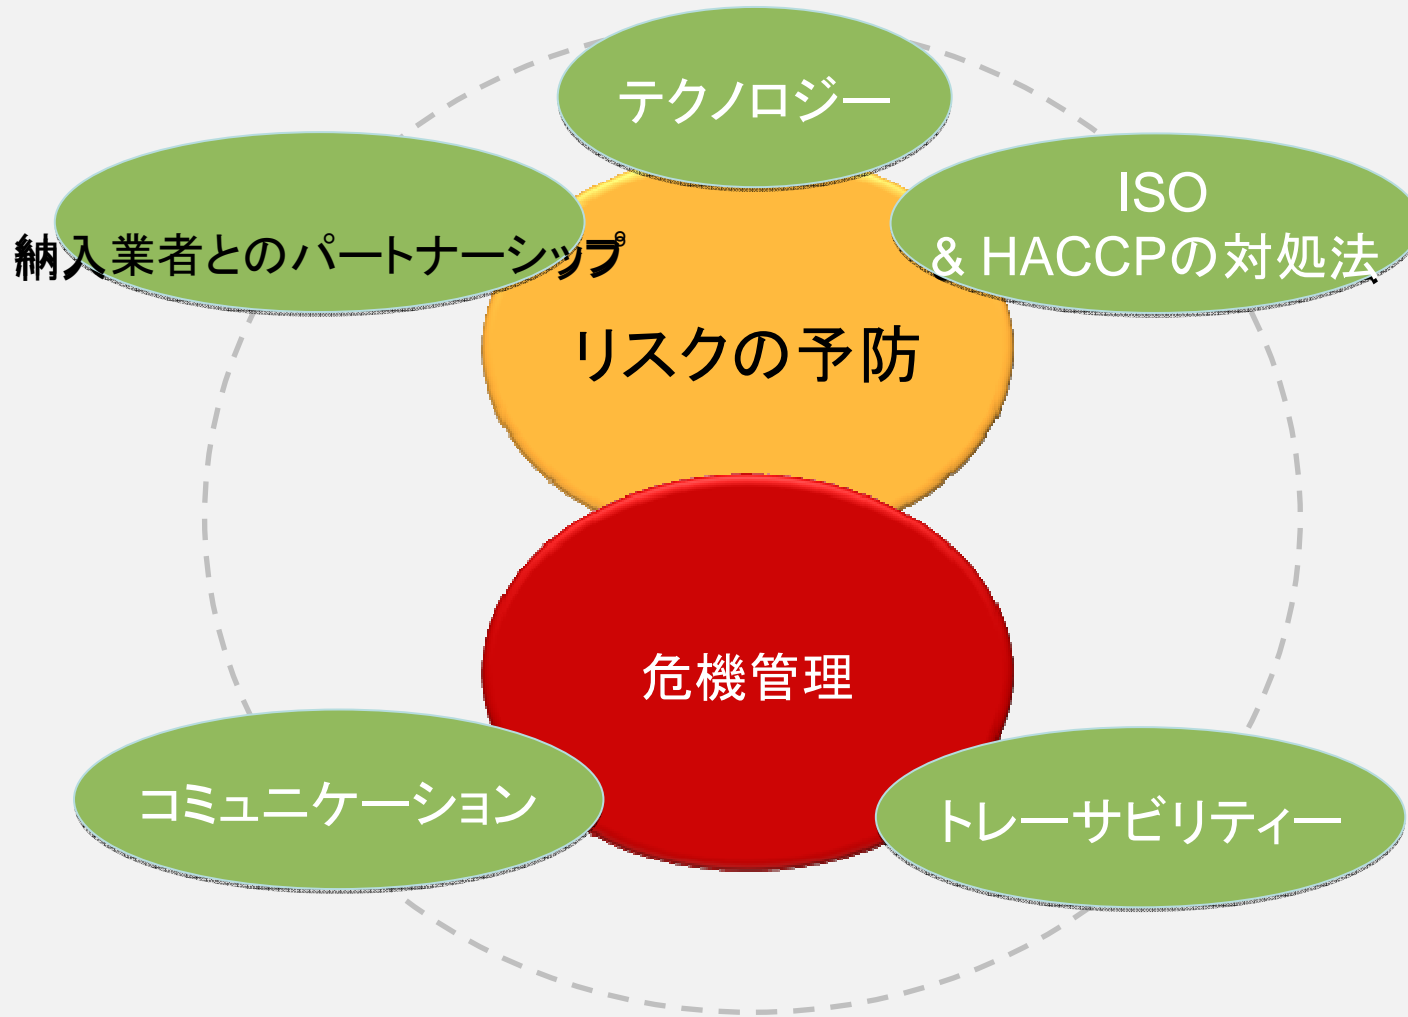 テクノロジー
納入業者とのパートナーシップ
ISO
& HACCPの対処法
リスクの予防
危機管理
コミュニケーション
トレーサビリティー